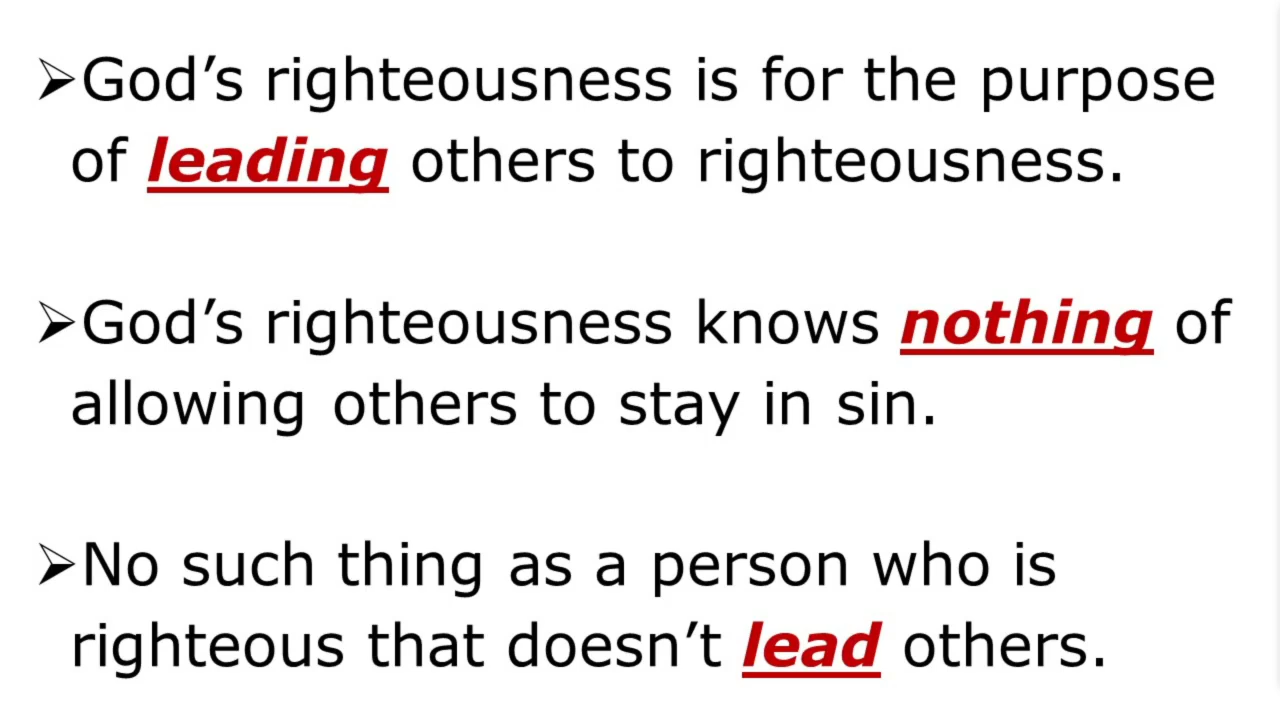 ➢God’s righteousness is for the purpose
of leading others to righteousness.
➢God’s righteousness knows nothing of
allowing others to stay in sin.
➢No such thing as a person who is
righteous that doesn’t lead others.